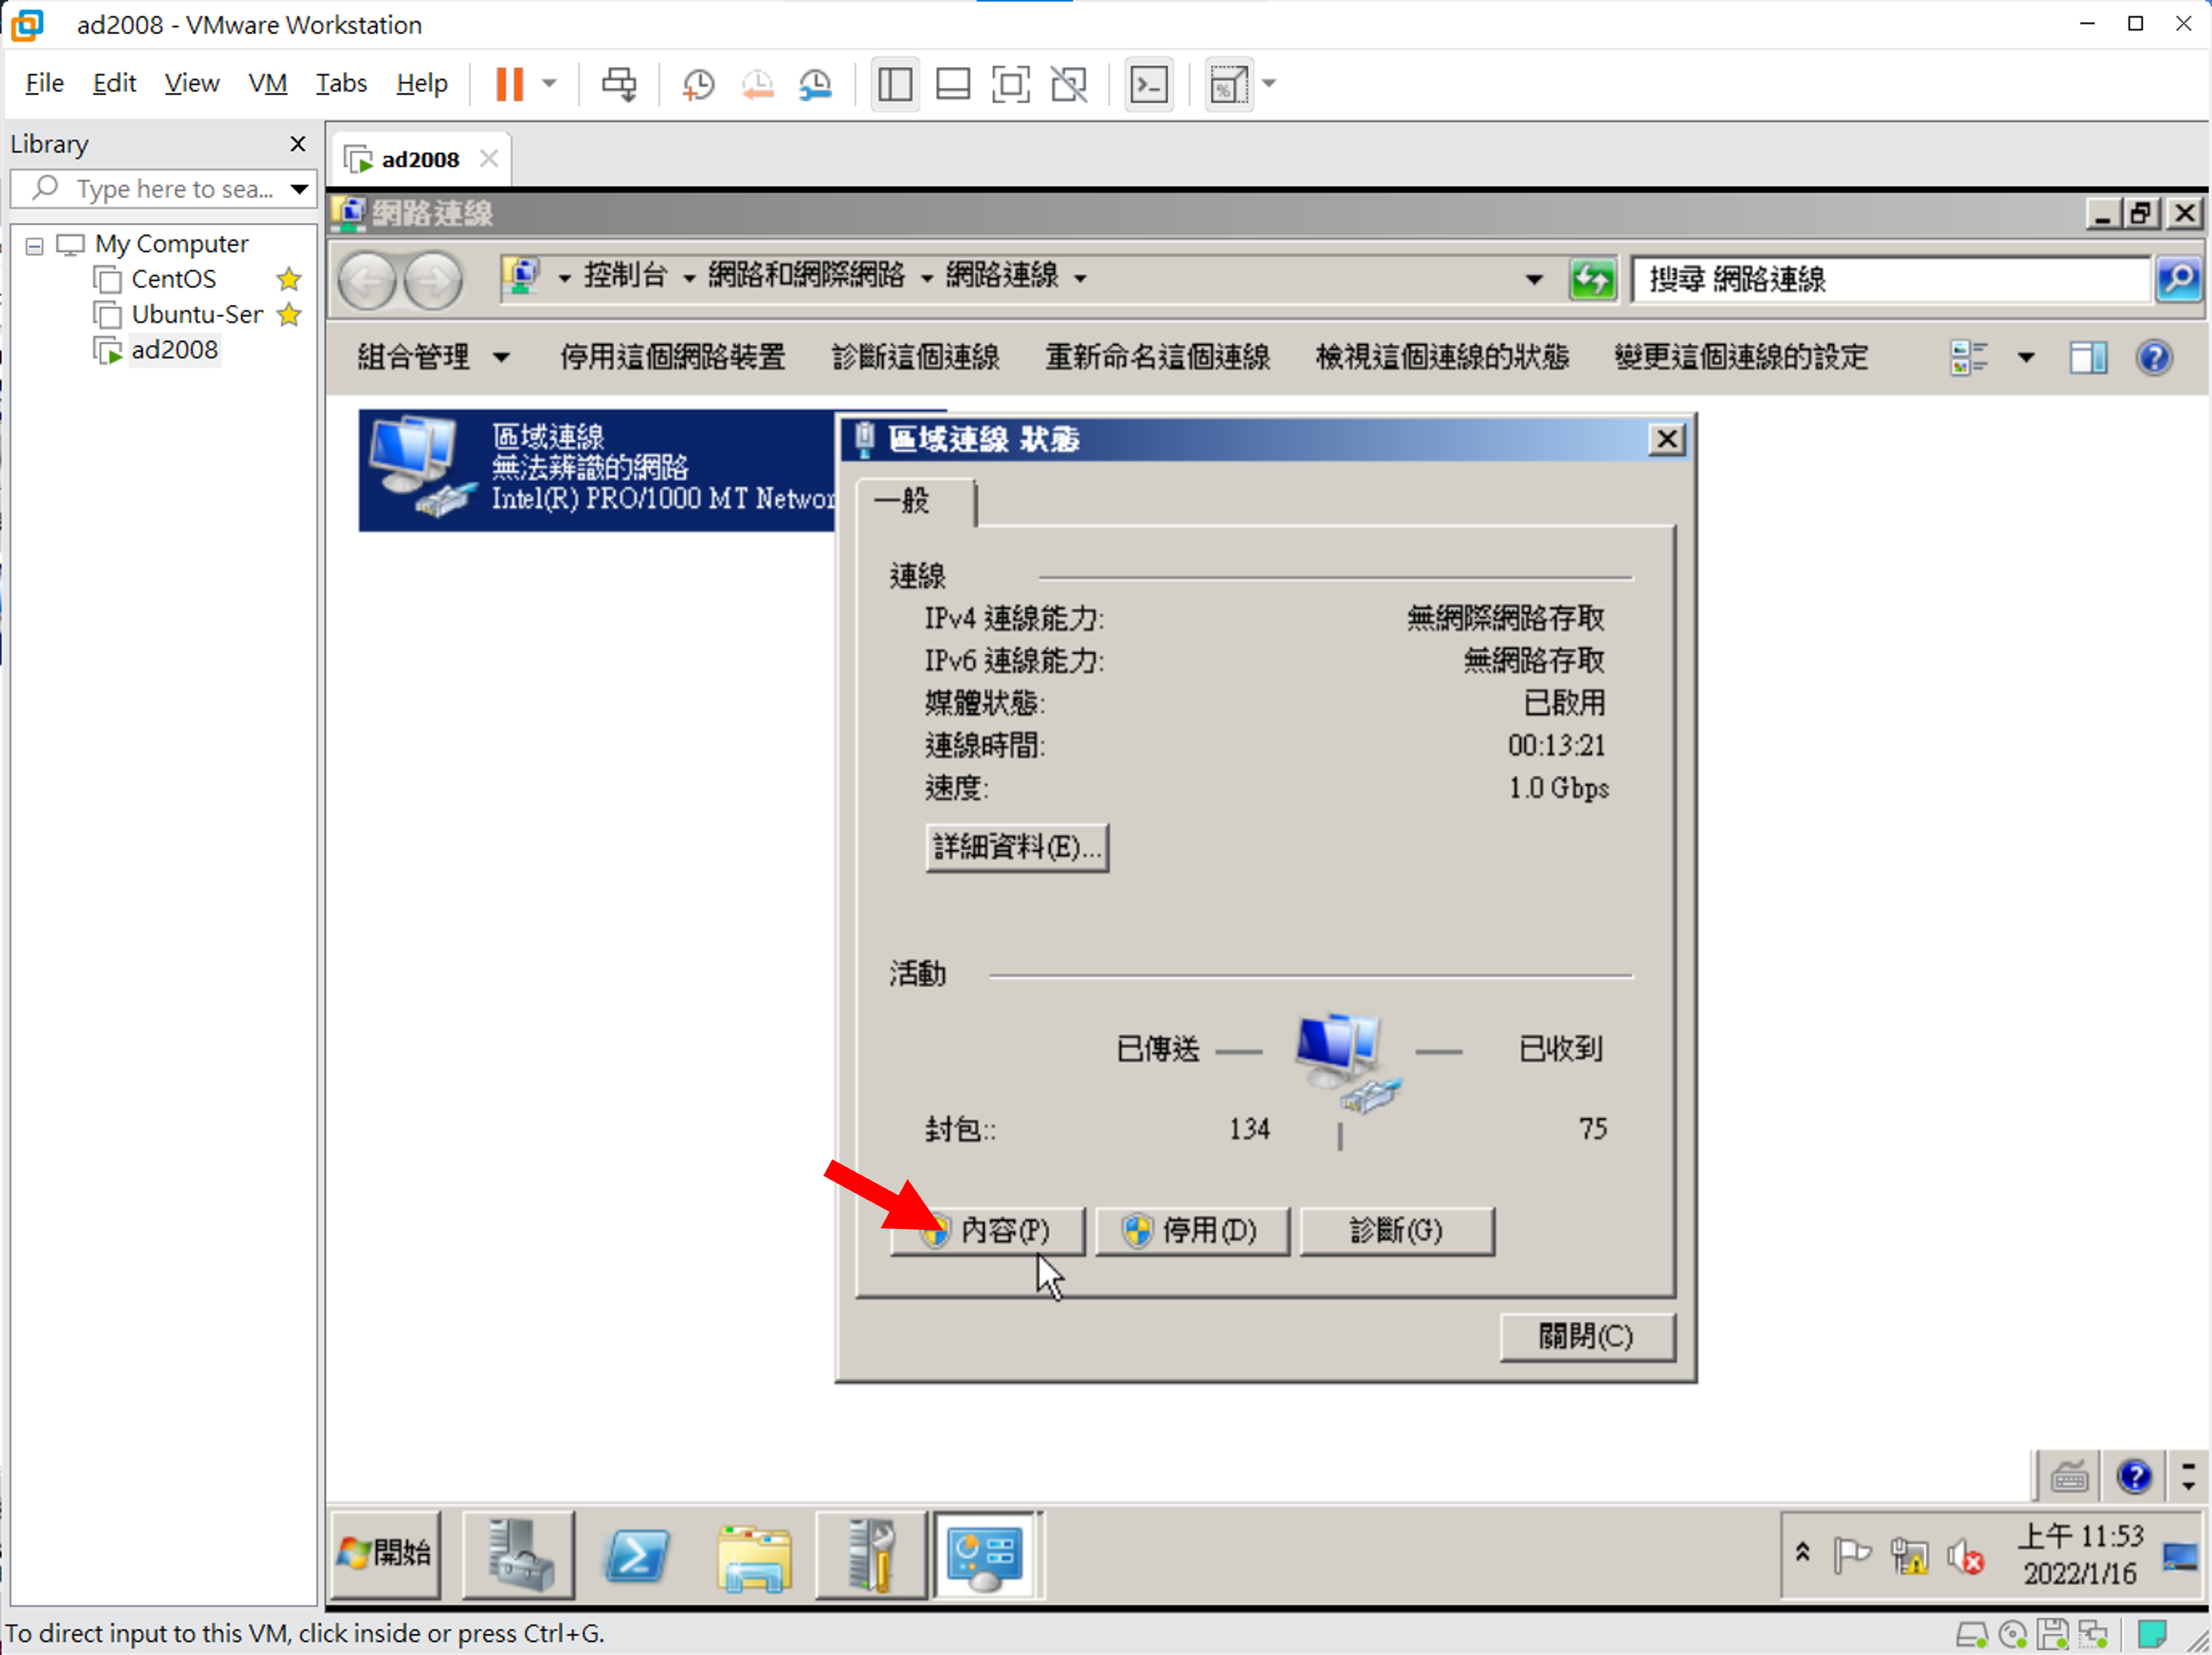 ad2008 - VMware Workstation
File Edit View VM Tabs Help
Library
ad2008
Type here to sea...
My Computer
CentOS
Ubuntu-Ser
ad2008
網路連線
控制台 網路和網際網路 網路連線
搜尋 網路連線
組合管理 停用這個網路裝置 診斷這個連線 重新命名這個連線 檢視這個連線的狀態 變更這個連線的設定
區域連線
無法辨識的網路
Intel(R) PRO/1000 MT Networ
區域連線 狀態
一般
連線
IPv4 連線能力: 無網際網路存取
IPv6 連線能力: 無網路存取
媒體狀態: 已啟用
連線時間: 00:13:21
速度: 1.0 Gbps
詳細資料(E)...
活動
已傳送 已收到
封包:: 134 75
內容(P) 停用(D) 診斷(G)
關閉(C)
開始
上午 11:53
2022/1/16
To direct input to this VM, click inside or press Ctrl+G.